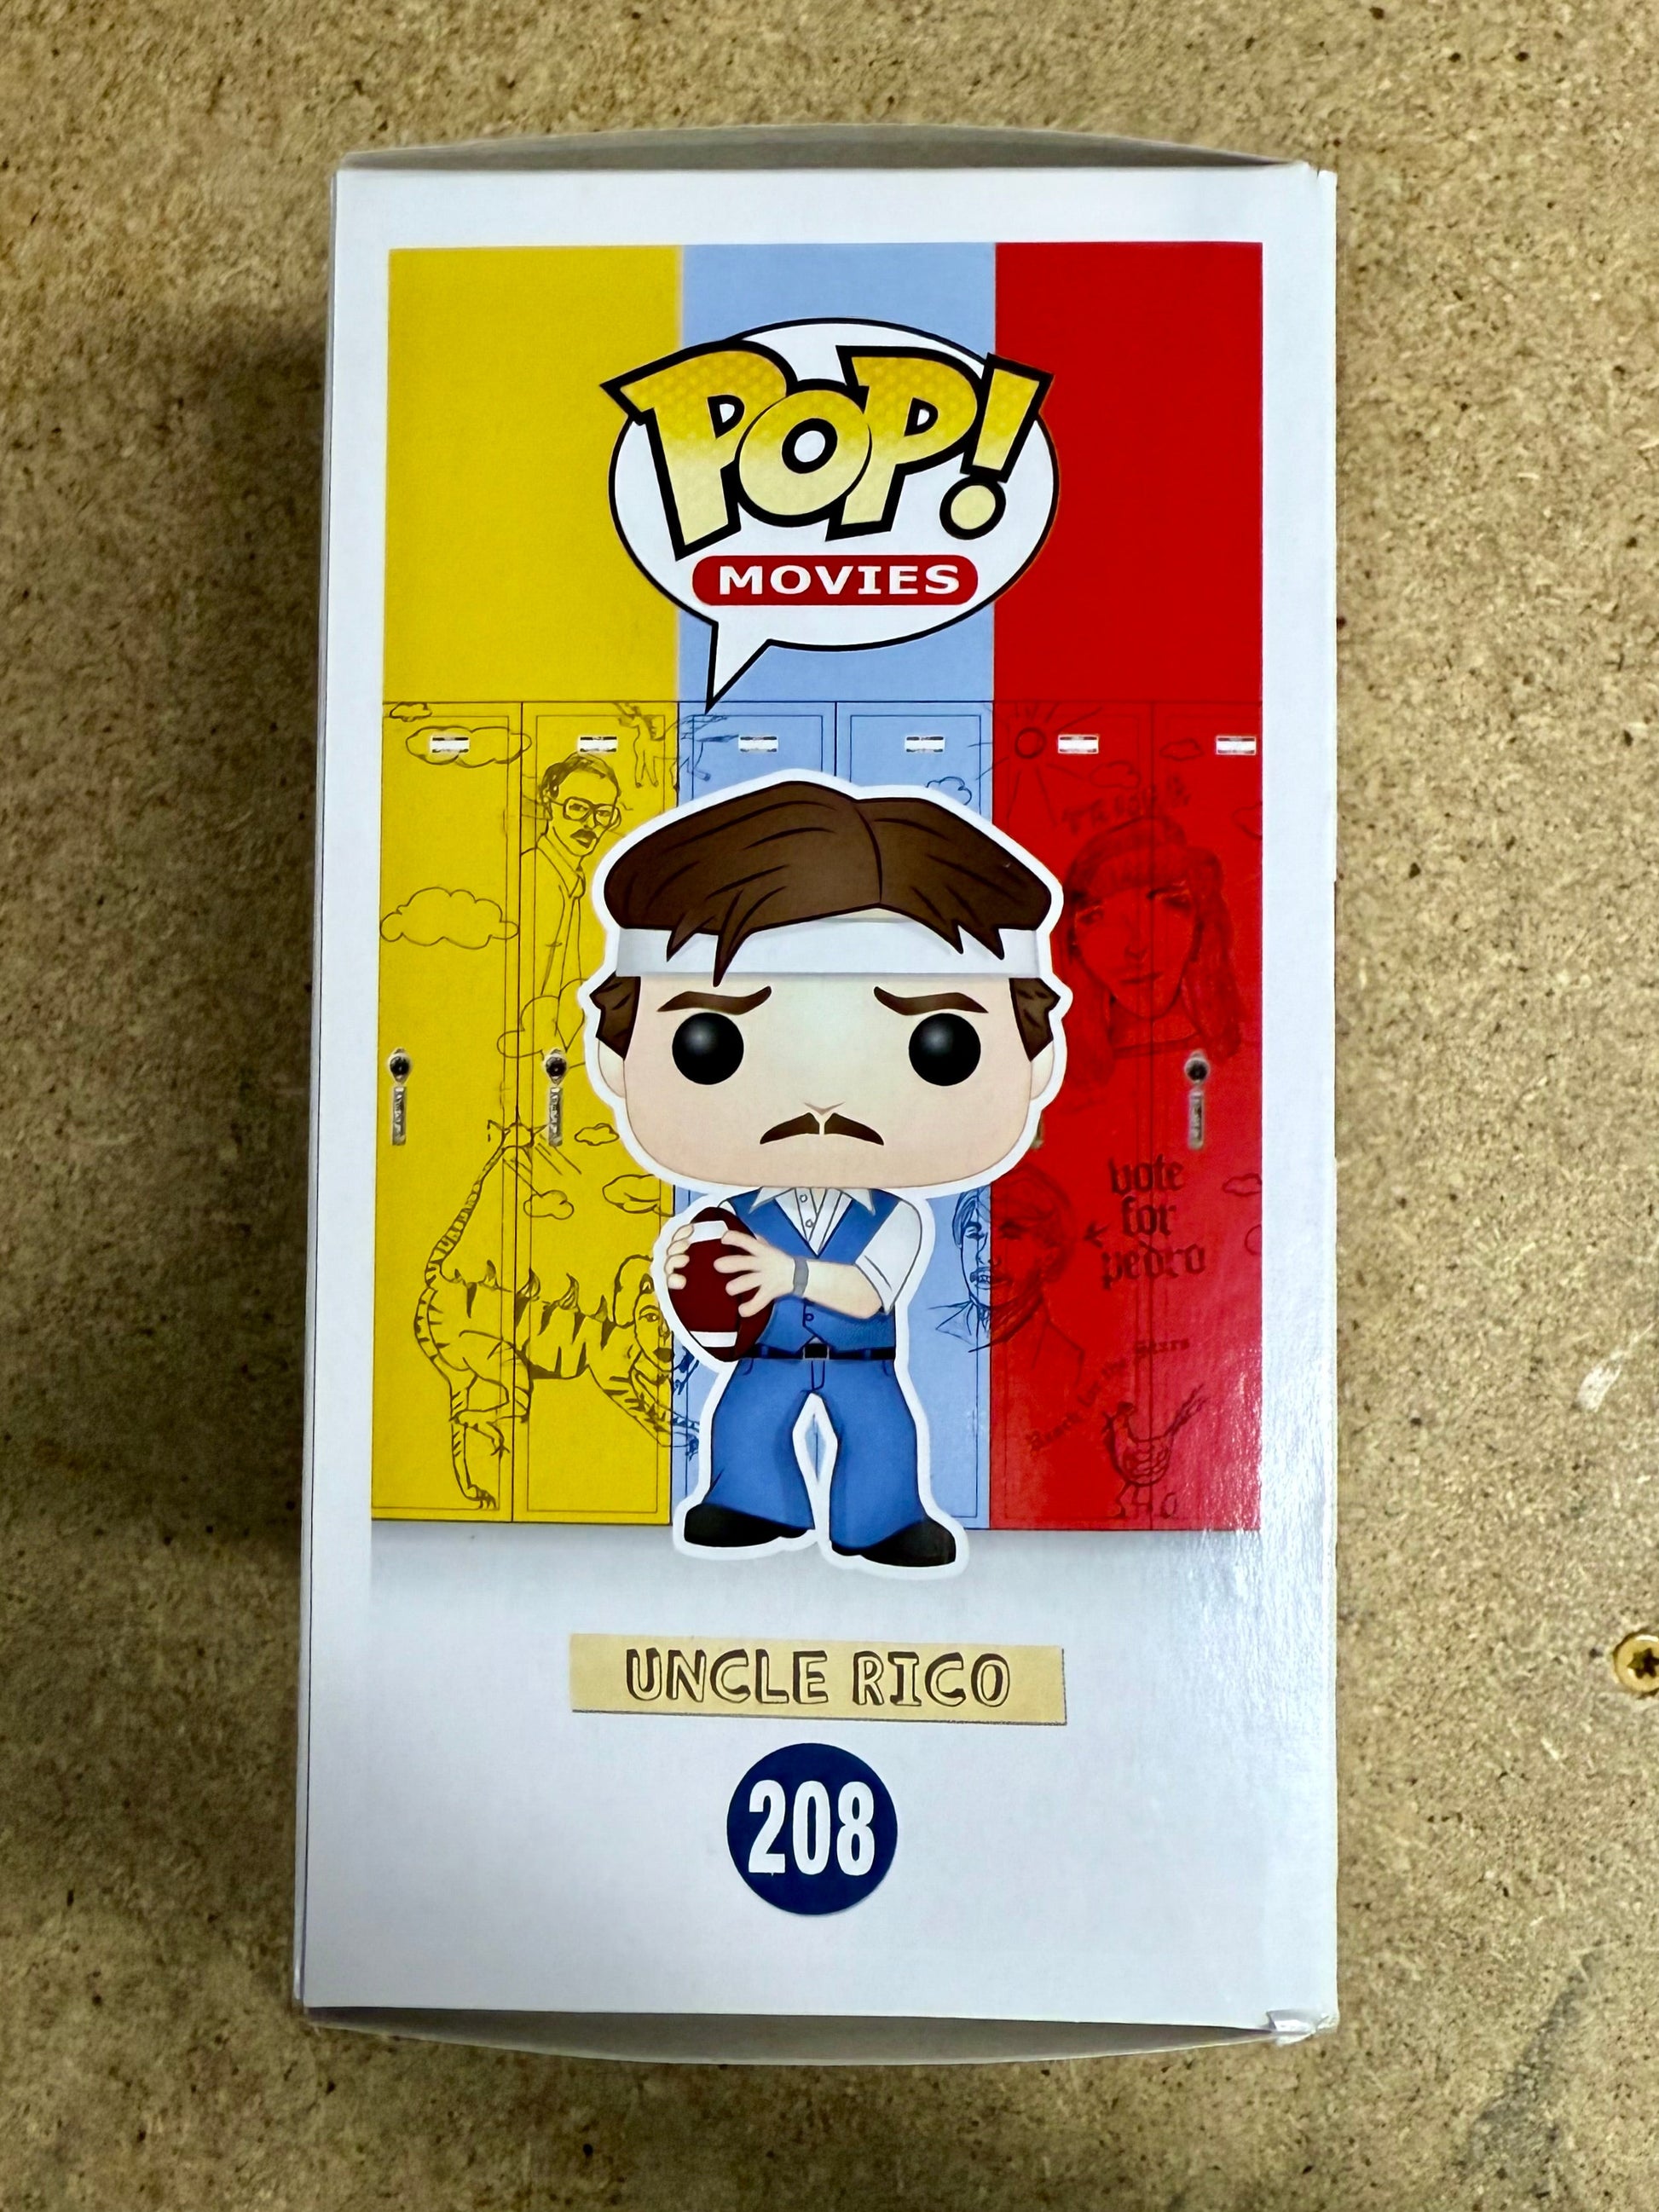 POP!
MOVIES
vote
for
pedro
UNCLE RICO
208